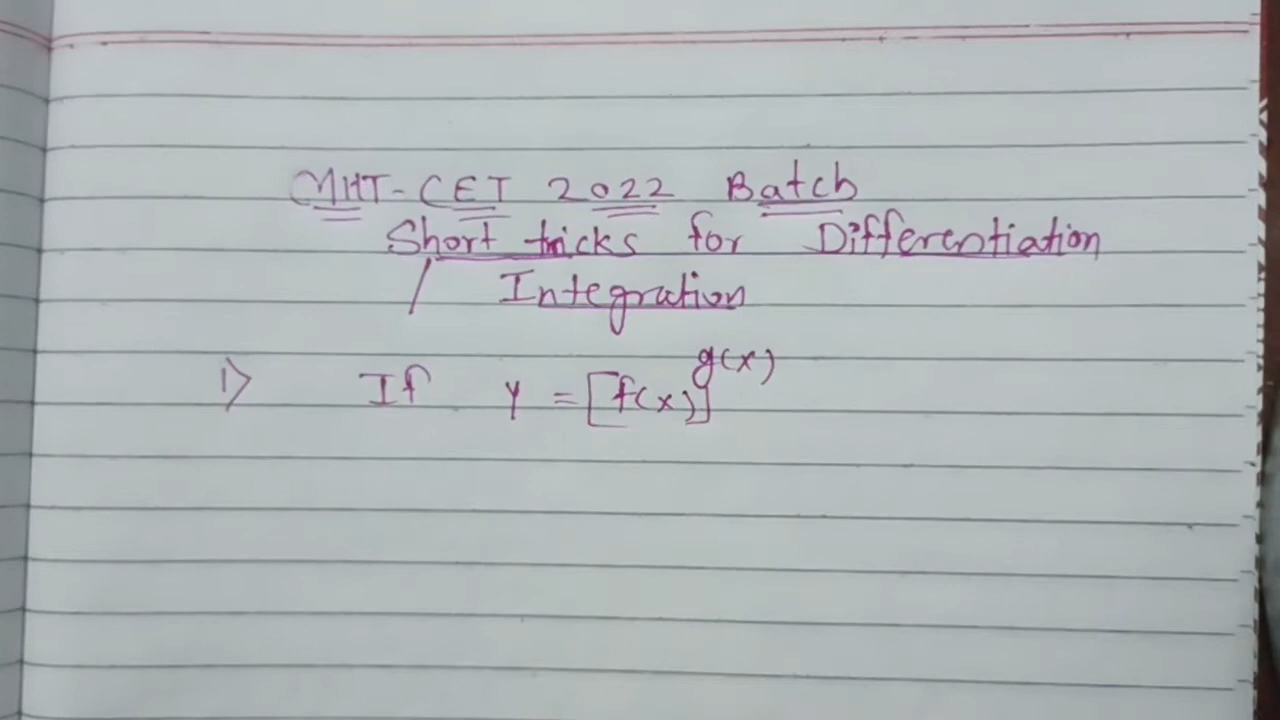 MHT-CET 2022 Batch
Short tricks for Differentiation
/ Integration
1> If y = [f(x)]^g(x)